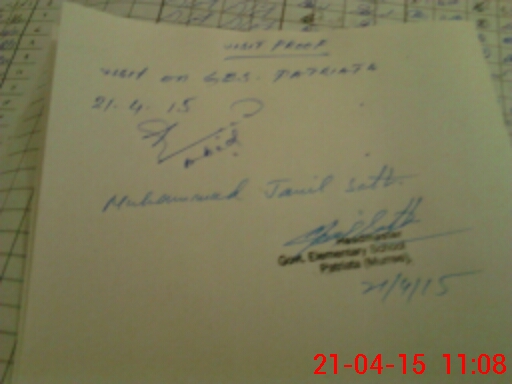 VISIT PROOF
VISIT on G.E.S. PATRIATA
21.4.15
Muhammad Jamil Satti
Headmaster
Govt. Elementary School
Patriata (Murree).
21/4/15
21-04-15 11:08